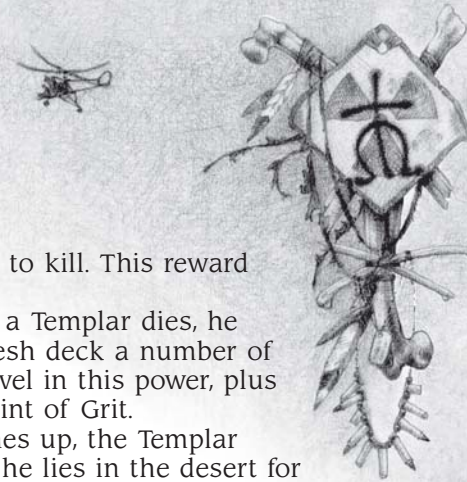 to kill. This reward
a Templar dies, he
esh deck a number of
vel in this power, plus
int of Grit.
nes up, the Templar
he lies in the desert for